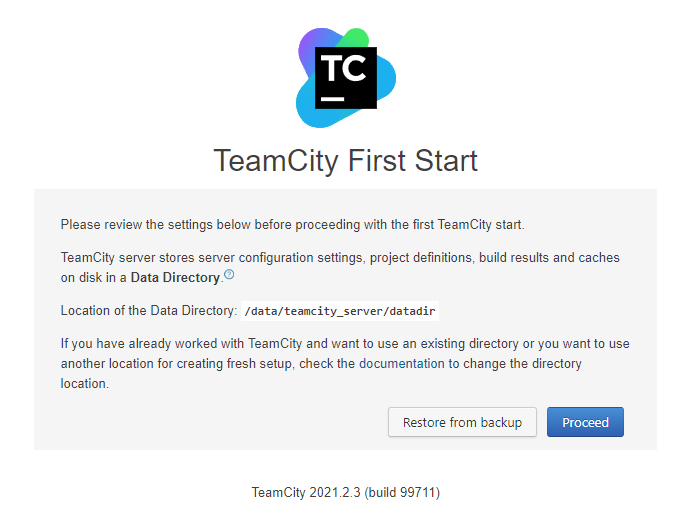 TC
TeamCity First Start
Please review the settings below before proceeding with the first TeamCity start.
TeamCity server stores server configuration settings, project definitions, build results and caches
on disk in a Data Directory.?
Location of the Data Directory: /data/teamcity_server/datadir
If you have already worked with TeamCity and want to use an existing directory or you want to use
another location for creating fresh setup, check the documentation to change the directory
location.
Restore from backup Proceed
TeamCity 2021.2.3 (build 99711)